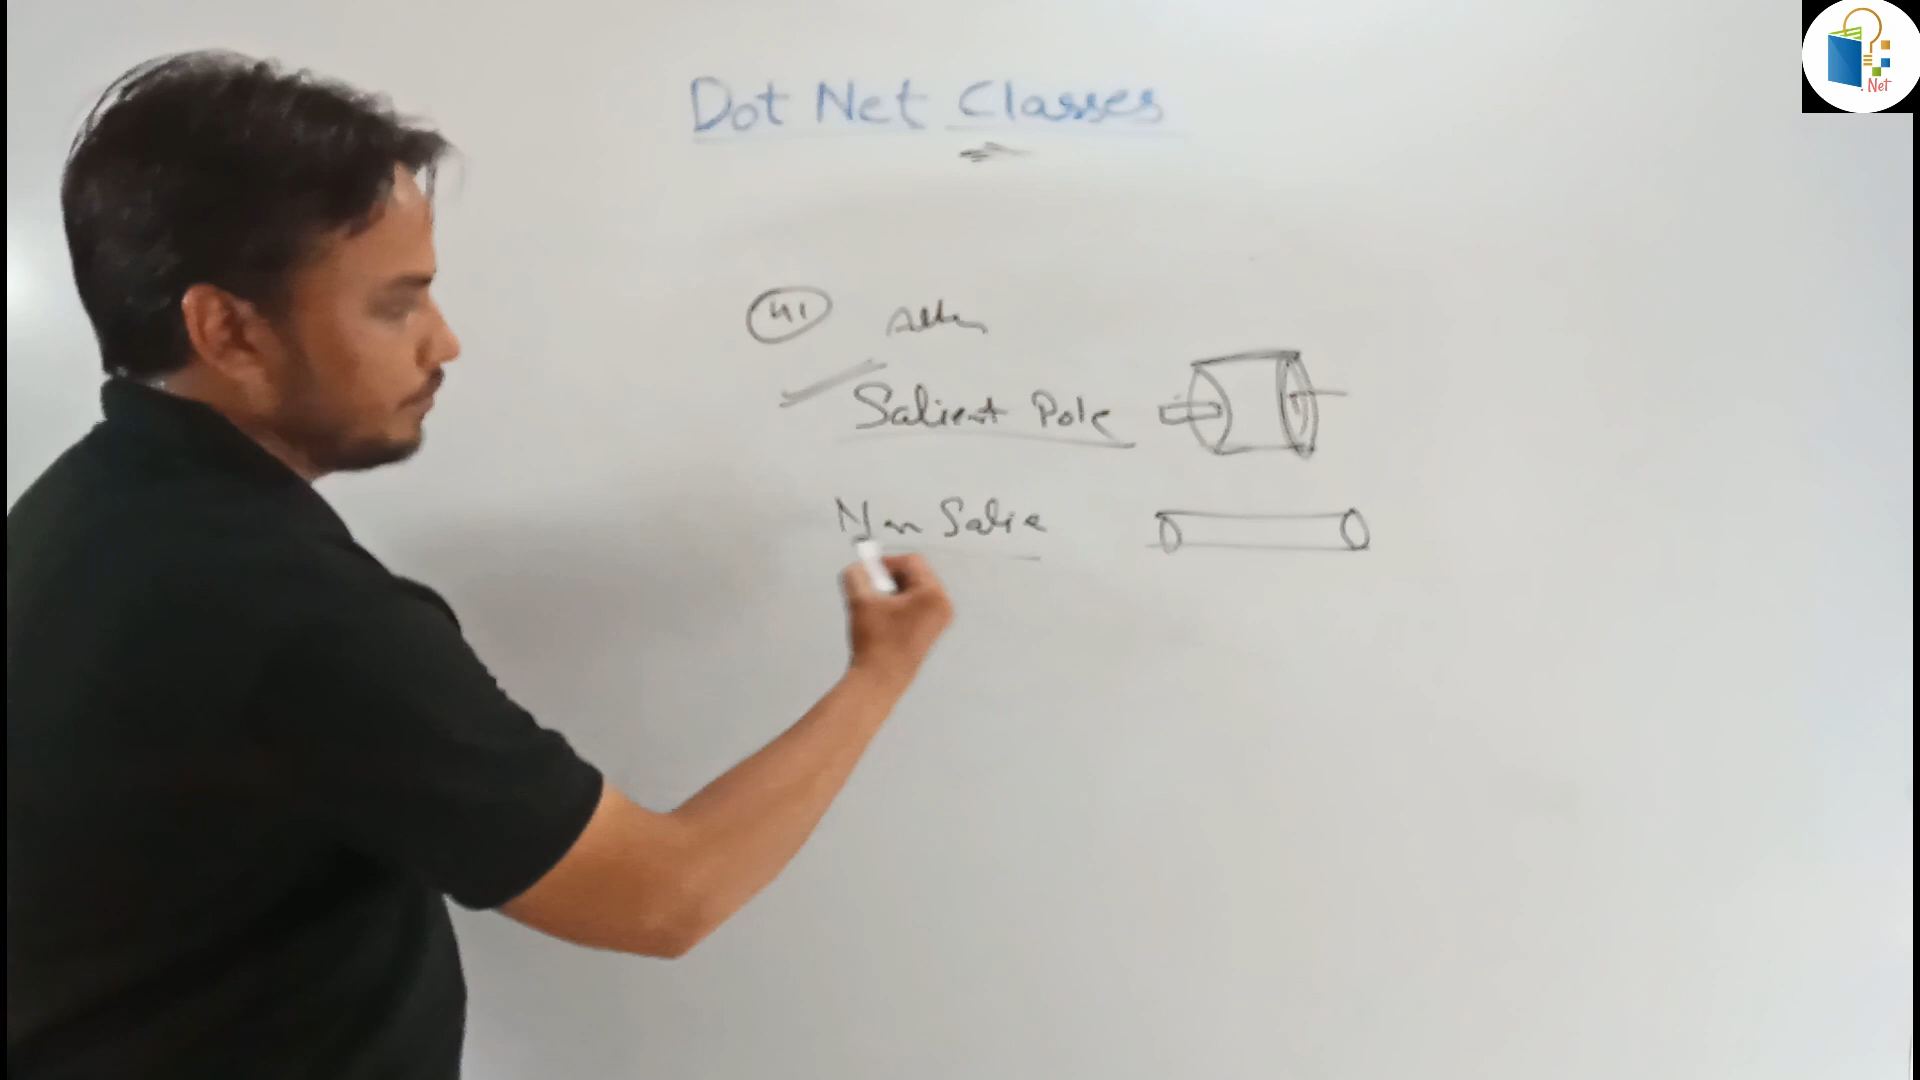 Dot Net Classes
41
Salient Pole
Non Salie
.Net